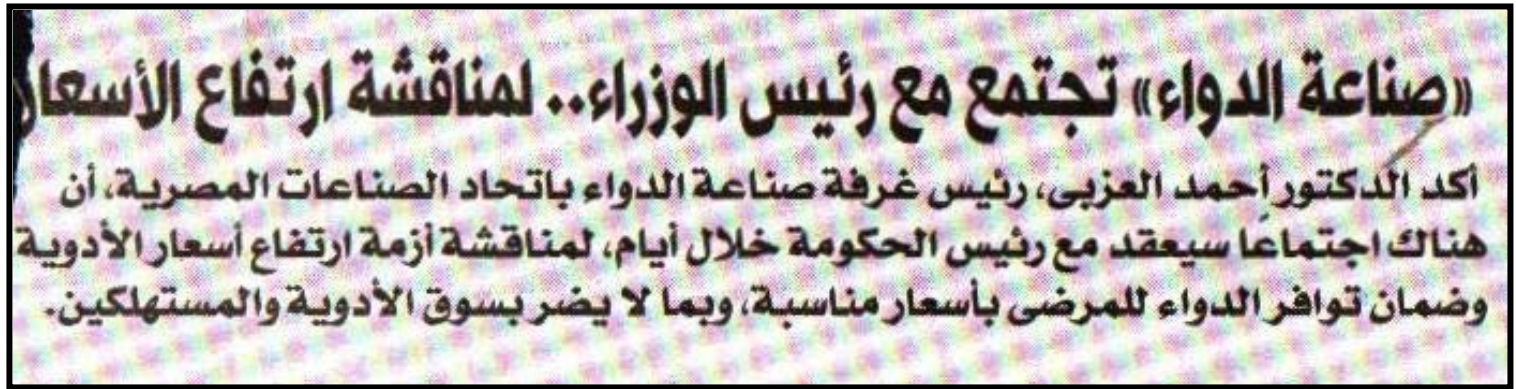 «صناعة الدواء» تجتمع مع رئيس الوزراء.. لمناقشة ارتفاع الأسعار
أكد الدكتور أحمد العزبى، رئيس غرفة صناعة الدواء باتحاد الصناعات المصرية، أن
هناك اجتماعا سيعقد مع رئيس الحكومة خلال أيام، لمناقشة أزمة ارتفاع أسعار الأدوية
وضمان توافر الدواء للمرضى بأسعار مناسبة، وبما لا يضر بسوق الأدوية والمستهلكين.